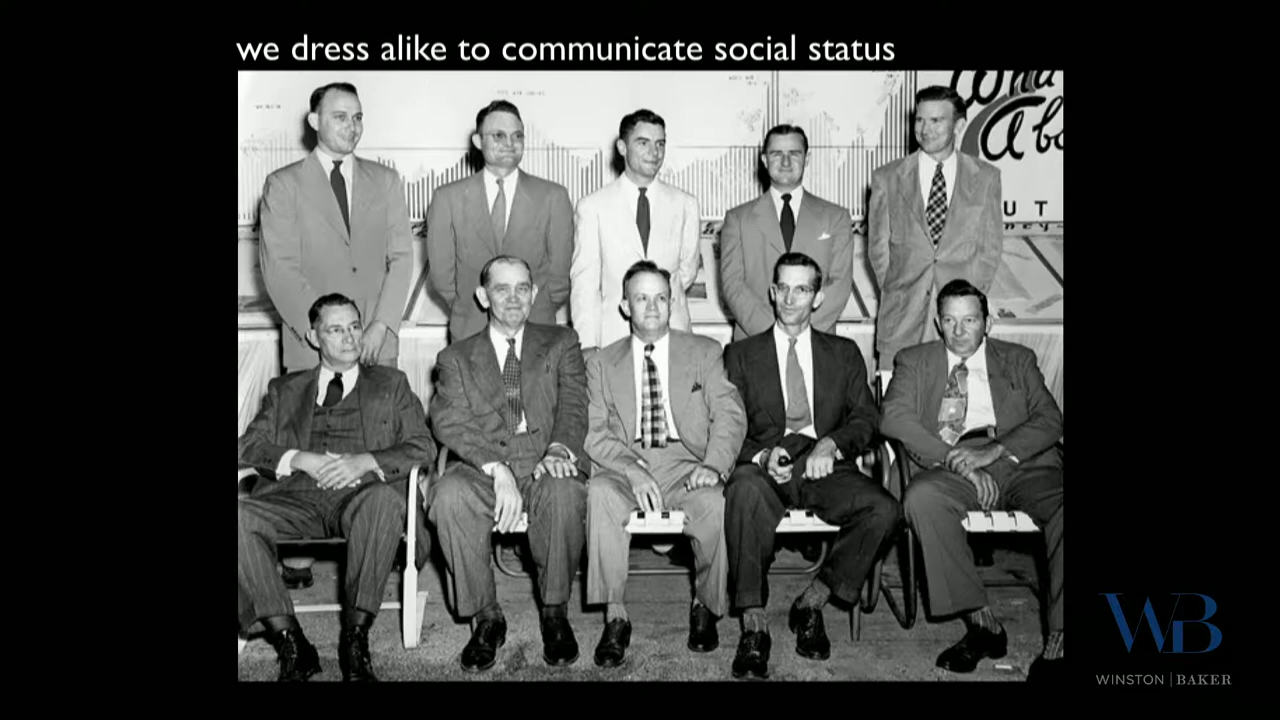 we dress alike to communicate social status
A
U T
WB
WINSTON | BAKER